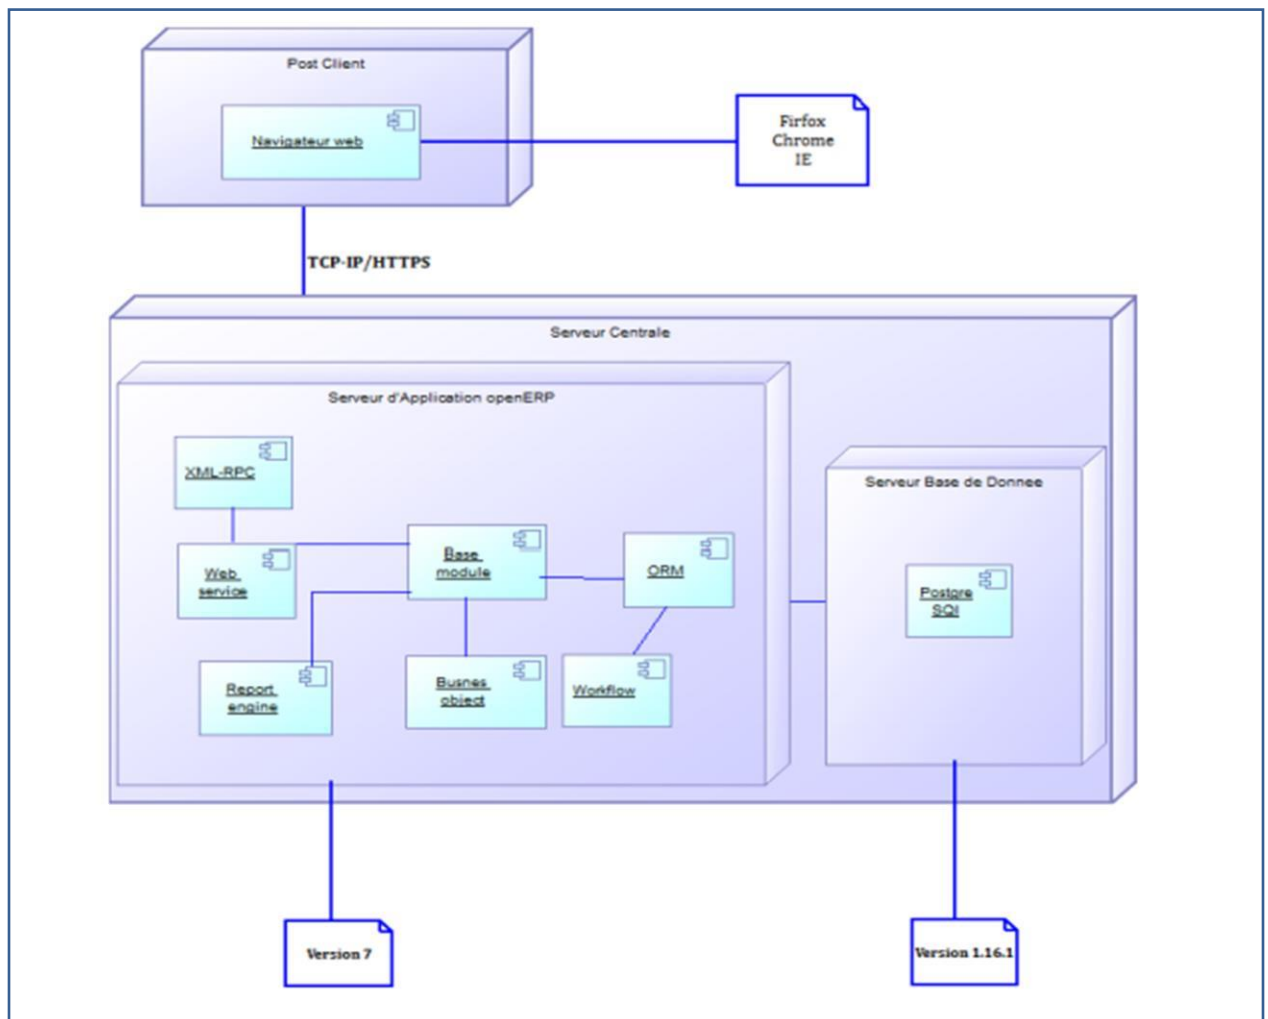 Post Client
Navigateur web
Firfox
Chrome
IE
TCP-IP/HTTPS
Serveur Centrale
Serveur d'Application openERP
XML-RPC
Web
service
Base
module
ORM
Report
engine
Busnes
object
Workflow
Serveur Base de Donnee
Postgre
SQl
Version 7
Version 1.16.1